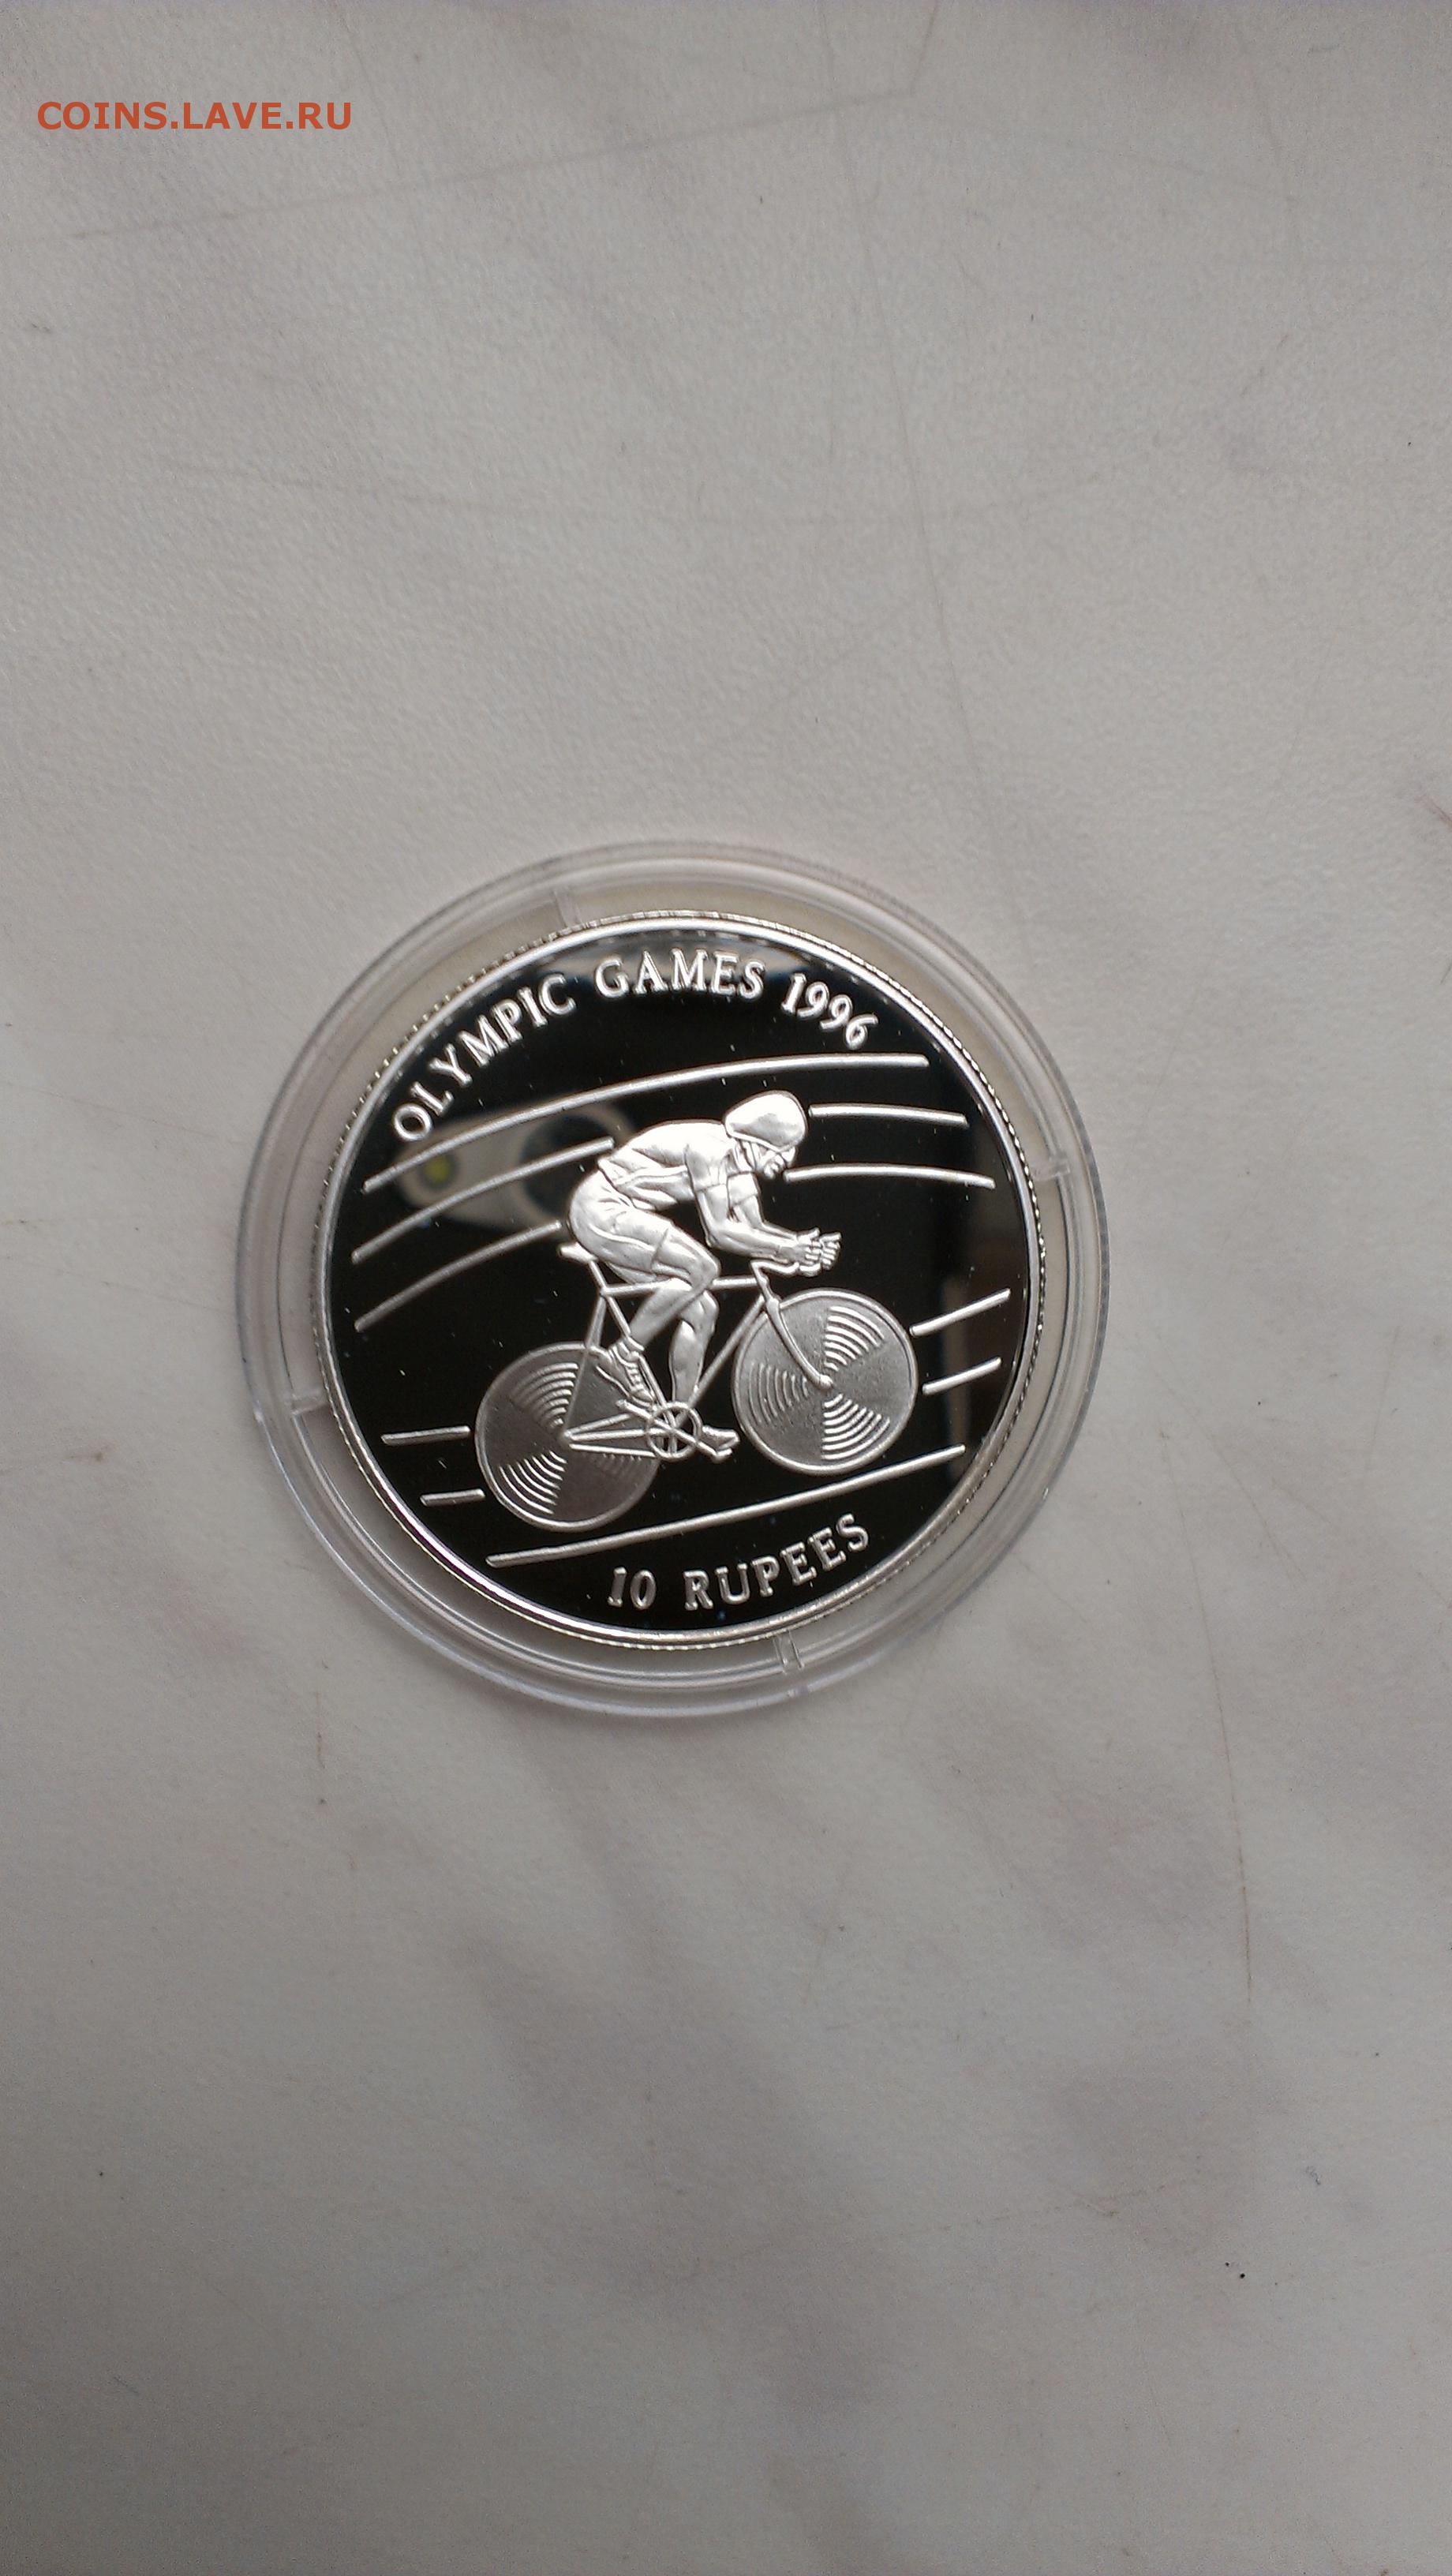 COINS.LAVE.RU
OLYMPIC GAMES 1996
10 RUPEES